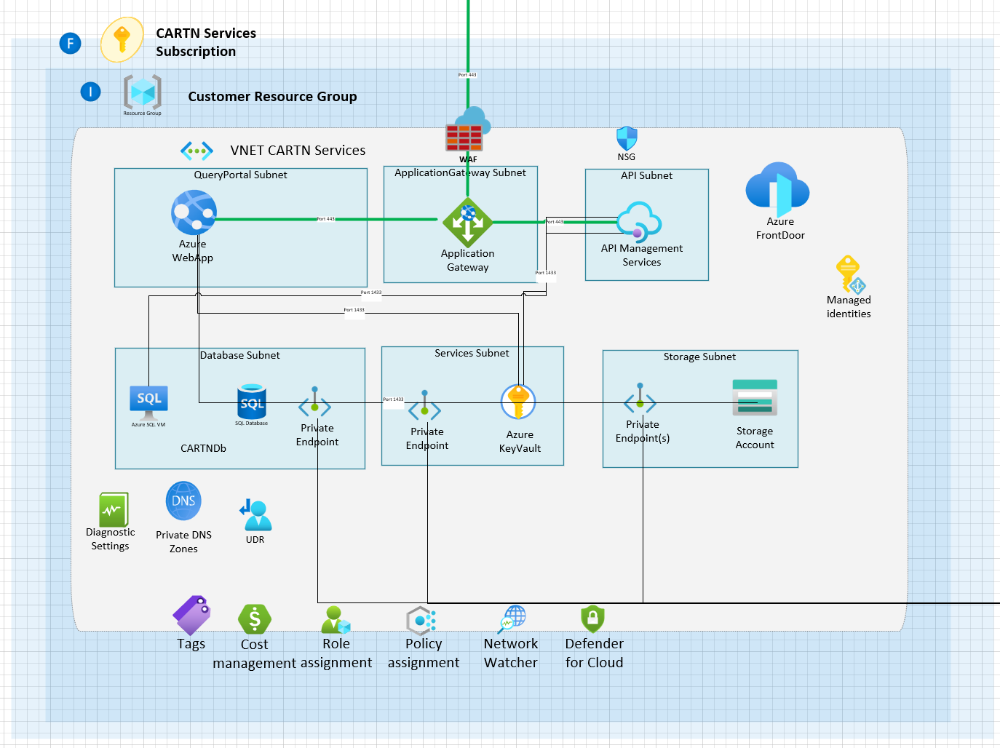 F
CARTN Services
Subscription
Port 443
I
Resource Group
Customer Resource Group
VNET CARTN Services
WAF
NSG
QueryPortal Subnet
ApplicationGateway Subnet
API Subnet
Port 443
Port 443
Azure
WebApp
Application
Gateway
API Management
Services
Azure
FrontDoor
Port 1433
Port 1433
Port 1433
Managed
identities
Database Subnet
Services Subnet
Storage Subnet
SQL
Azure SQL VM
SQL
SQL Database
Private
Endpoint
CARTNDb
Port 1433
Private
Endpoint
Azure
KeyVault
Private
Endpoint(s)
Storage
Account
Diagnostic
Settings
DNS
Private DNS
Zones
UDR
Tags
Cost
management
Role
assignment
Policy
assignment
Network
Watcher
Defender
for Cloud